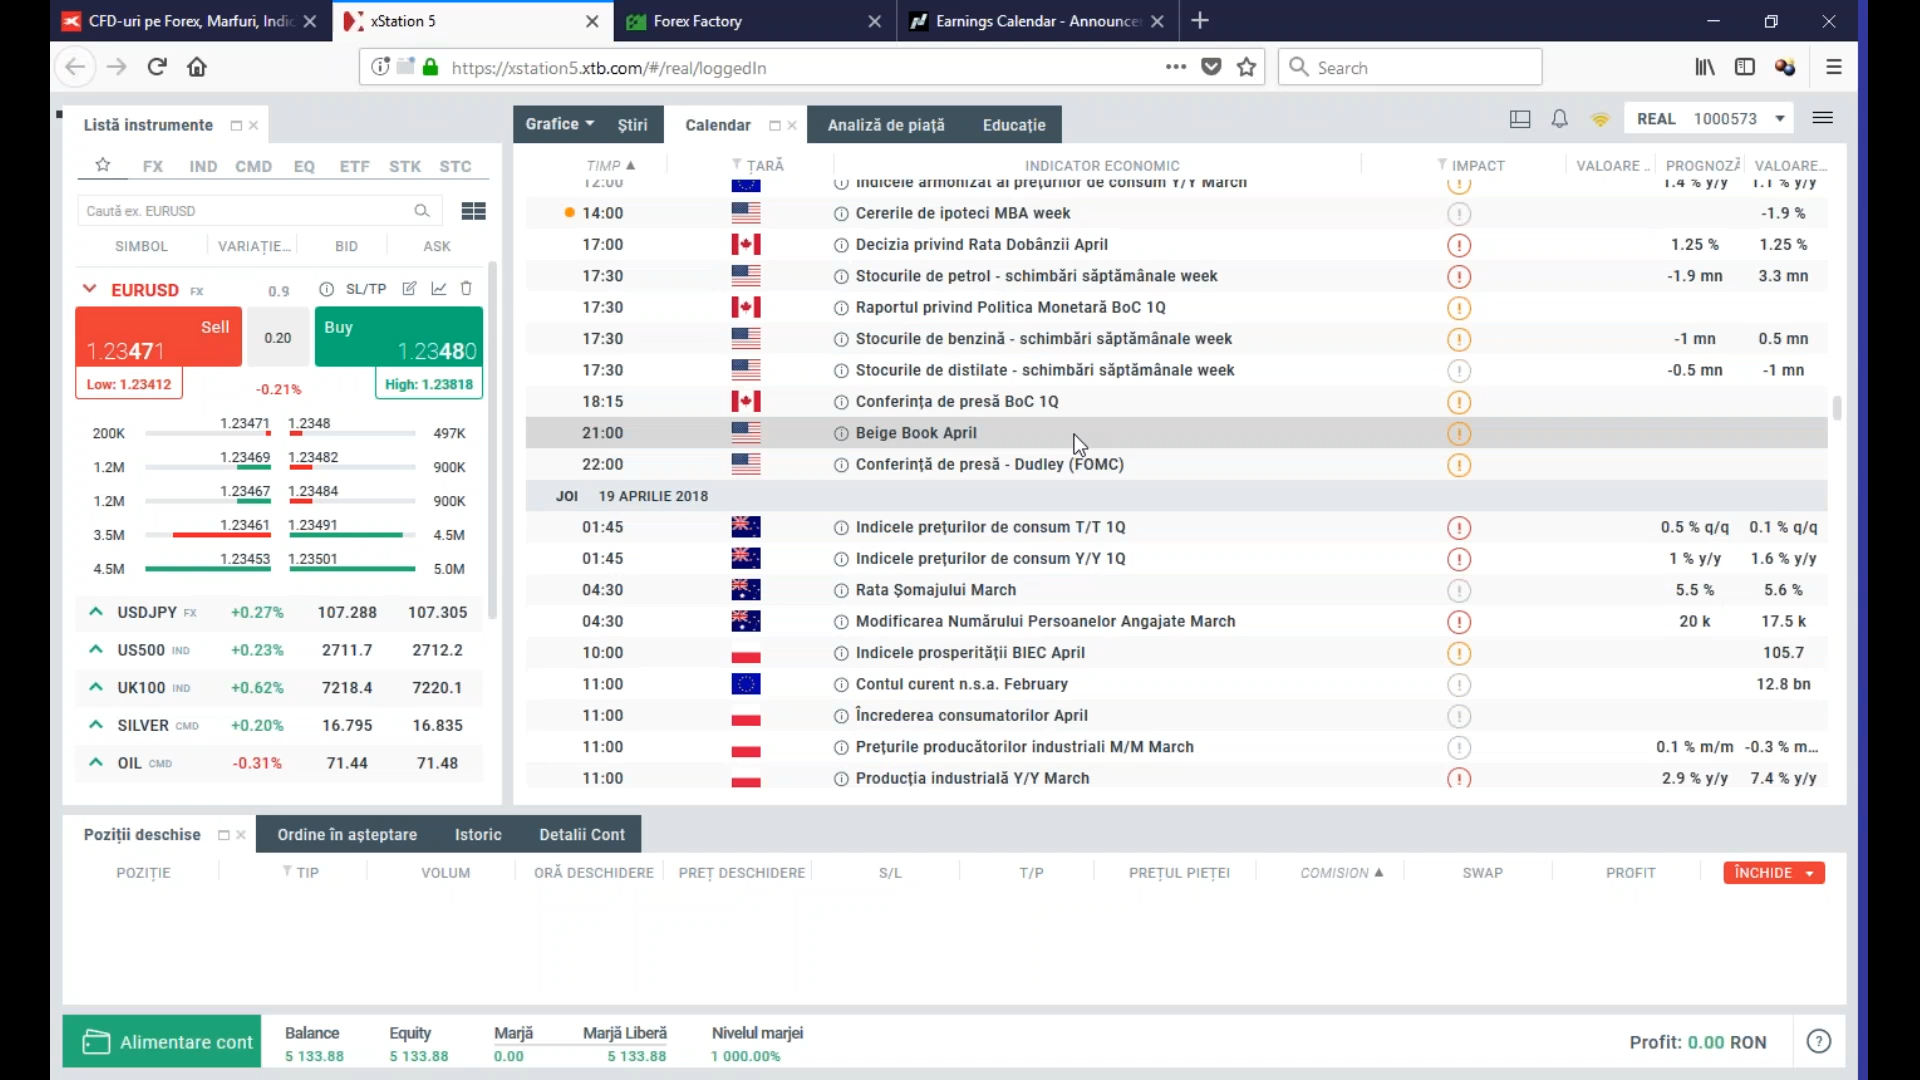 CFD-uri pe Forex, Marfuri, Indic
xStation 5
Forex Factory
Earnings Calendar - Announce
https://xstation5.xtb.com/#/real/loggedIn
Search
Listă instrumente
Grafice Știri Calendar Analiză de piață Educație
REAL 1000573
FX IND CMD EQ ETF STK STC
Caută ex. EURUSD
SIMBOL VARIAȚIE... BID ASK
EURUSD FX 0.9 SL/TP
Sell 1.23471
0.20
Buy 1.23480
Low: 1.23412 -0.21% High: 1.23818
200K 1.23471 1.2348 497K
1.2M 1.23469 1.23482 900K
1.2M 1.23467 1.23484 900K
3.5M 1.23461 1.23491 4.5M
4.5M 1.23453 1.23501 5.0M
USDJPY FX +0.27% 107.288 107.305
US500 IND +0.23% 2711.7 2712.2
UK100 IND +0.62% 7218.4 7220.1
SILVER CMD +0.20% 16.795 16.835
OIL CMD -0.31% 71.44 71.48
TIMP ȚARĂ INDICATOR ECONOMIC IMPACT VALOARE .. PROGNOZĂ VALOARE...
12:00 Indicele armonizat al prețurilor de consum Y/Y March 1.4 % y/y 1.1 % y/y
14:00 Cererile de ipoteci MBA week -1.9 %
17:00 Decizia privind Rata Dobânzii April 1.25 % 1.25 %
17:30 Stocurile de petrol - schimbări săptămânale week -1.9 mn 3.3 mn
17:30 Raportul privind Politica Monetară BoC 1Q
17:30 Stocurile de benzină - schimbări săptămânale week -1 mn 0.5 mn
17:30 Stocurile de distilate - schimbări săptămânale week -0.5 mn -1 mn
18:15 Conferința de presă BoC 1Q
21:00 Beige Book April
22:00 Conferință de presă - Dudley (FOMC)
JOI 19 APRILIE 2018
01:45 Indicele prețurilor de consum T/T 1Q 0.5 % q/q 0.1 % q/q
01:45 Indicele prețurilor de consum Y/Y 1Q 1 % y/y 1.6 % y/y
04:30 Rata Șomajului March 5.5 % 5.6 %
04:30 Modificarea Numărului Persoanelor Angajate March 20 k 17.5 k
10:00 Indicele prosperității BIEC April 105.7
11:00 Contul curent n.s.a. February 12.8 bn
11:00 Încrederea consumatorilor April
11:00 Prețurile producătorilor industriali M/M March 0.1 % m/m -0.3 % m...
11:00 Producția industrială Y/Y March 2.9 % y/y 7.4 % y/y
Poziții deschise Ordine în așteptare Istoric Detalii Cont
POZIȚIE TIP VOLUM ORĂ DESCHIDERE PREȚ DESCHIDERE S/L T/P PREȚUL PIEȚEI COMISION SWAP PROFIT ÎNCHIDE
Alimentare cont
Balance Equity Marjă Marjă Liberă Nivelul marjei
5 133.88 5 133.88 0.00 5 133.88 1 000.00%
Profit: 0.00 RON